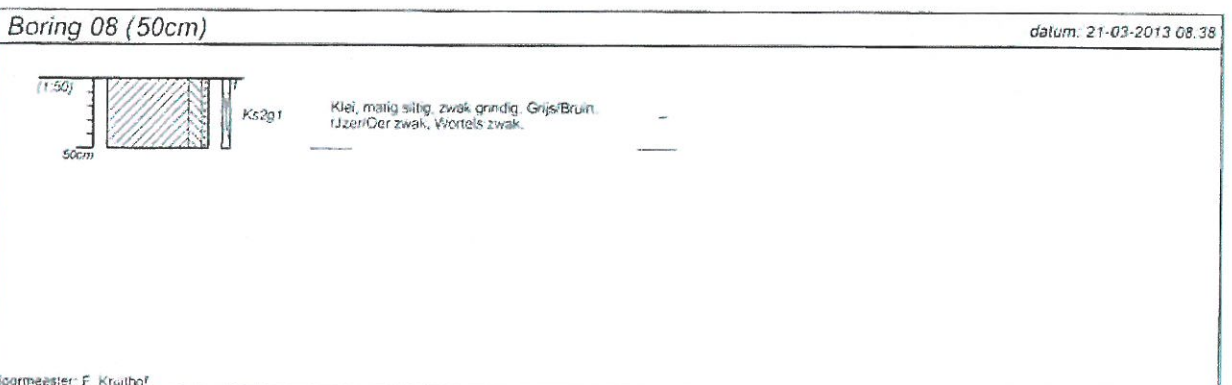 Boring 08 (50cm)
datum: 21-03-2013 08.38
(1:50)
Ks2g1
Klei, matig siltig, zwak grindig. Grijs/Bruin.
IJzer/Oer zwak, Wortels zwak.
50cm
F. Kruithof